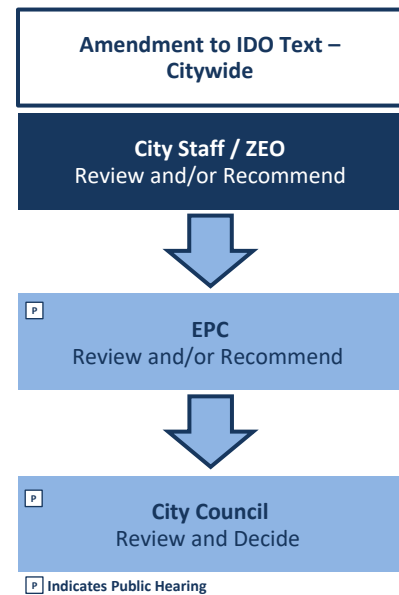 Amendment to IDO Text –
Citywide
City Staff / ZEO
Review and/or Recommend
P
EPC
Review and/or Recommend
P
City Council
Review and Decide
P Indicates Public Hearing